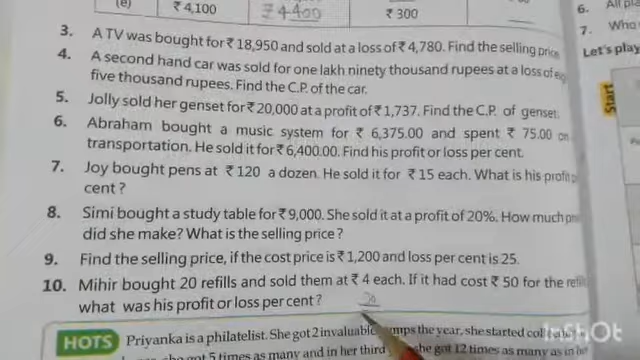 (e) ₹ 4,100 ₹4400 ₹ 300
6. All
7. Who
Let's play
Start
3. A TV was bought for ₹ 18,950 and sold at a loss of ₹ 4,780. Find the selling price
4. A second hand car was sold for one lakh ninety thousand rupees at a loss of
five thousand rupees. Find the C.P. of the car.
5. Jolly sold her genset for ₹ 20,000 at a profit of ₹ 1,737. Find the C.P. of genset.
6. Abraham bought a music system for ₹ 6,375.00 and spent ₹ 75.00 on
transportation. He sold it for ₹ 6,400.00. Find his profit or loss per cent.
7. Joy bought pens at ₹ 120 a dozen. He sold it for ₹ 15 each. What is his profit
cent ?
8. Simi bought a study table for ₹ 9,000. She sold it at a profit of 20%. How much
did she make? What is the selling price?
9. Find the selling price, if the cost price is ₹ 1,200 and loss per cent is 25.
10. Mihir bought 20 refills and sold them at ₹ 4 each. If it had cost ₹ 50 for the
what was his profit or loss per cent ?
HOTS Priyanka is a philatelist. She got 2 invaluable the year, she started
she got 5 times as many and in her third she got 12 times as many as